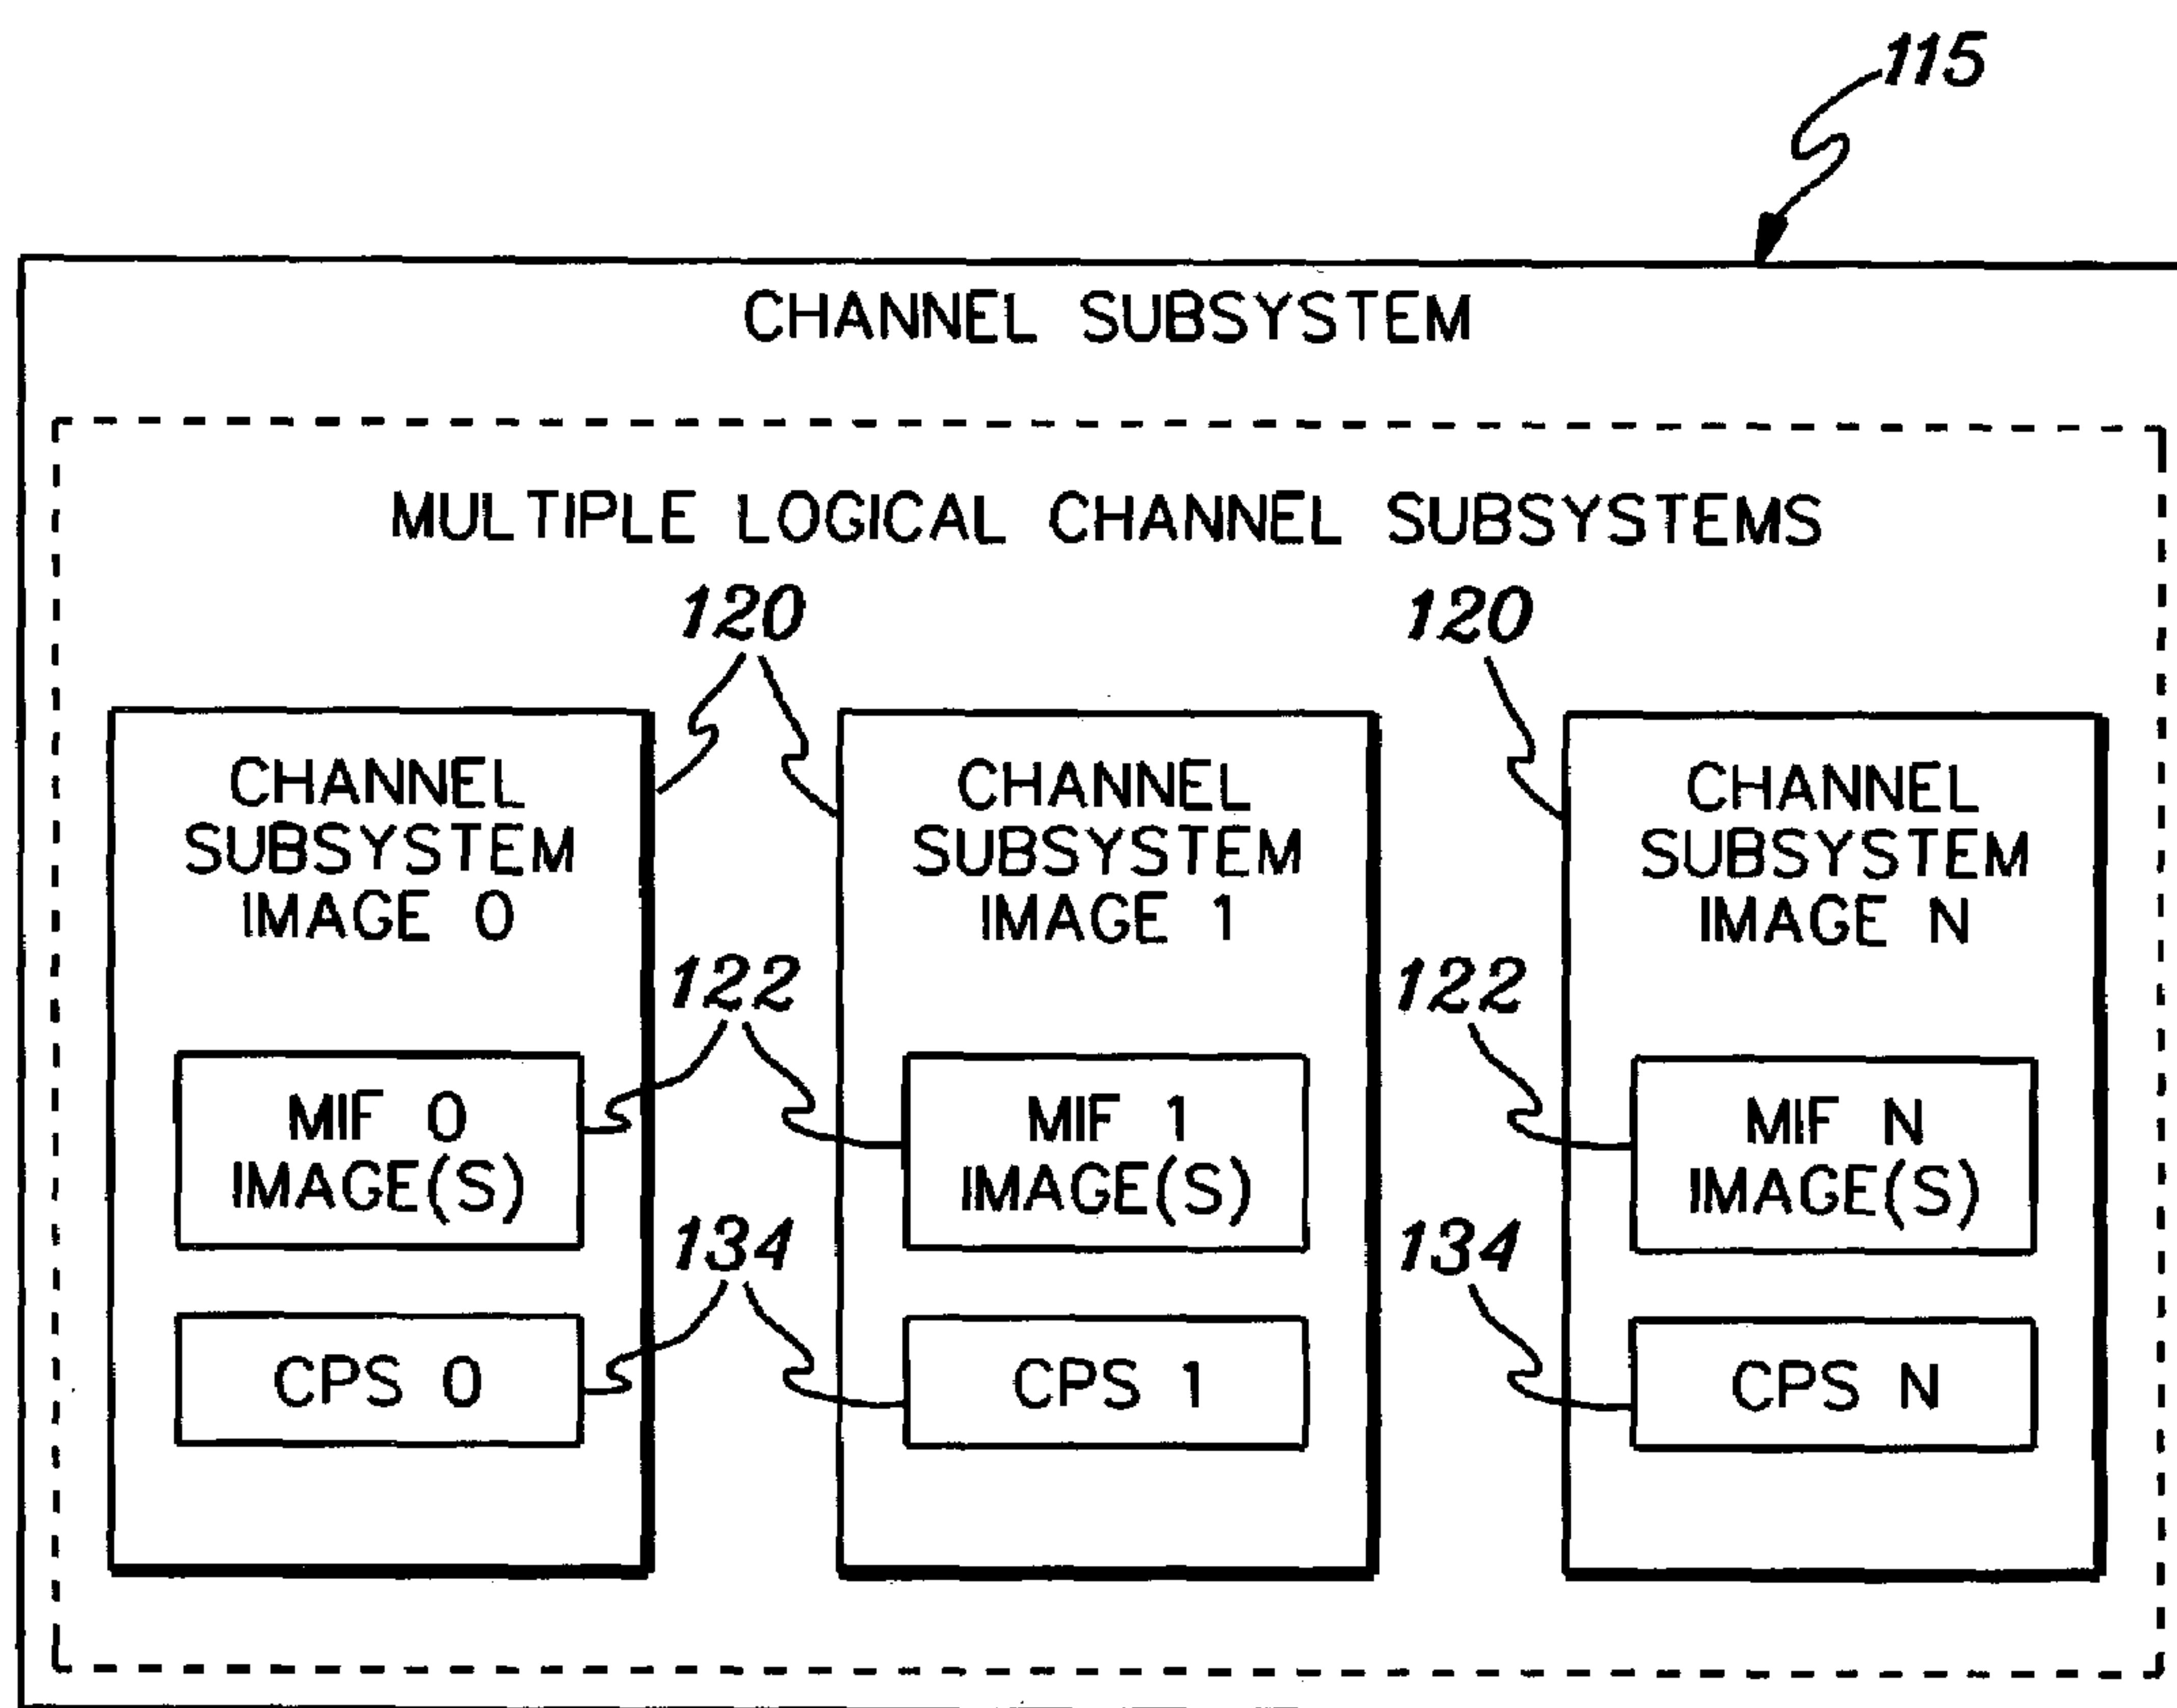 115
CHANNEL SUBSYSTEM
MULTIPLE LOGICAL CHANNEL SUBSYSTEMS
120
120
CHANNEL
SUBSYSTEM
IMAGE 0
CHANNEL
SUBSYSTEM
IMAGE 1
CHANNEL
SUBSYSTEM
IMAGE N
122
122
MIF 0
IMAGE(S)
MIF 1
IMAGE(S)
MIF N
IMAGE(S)
134
134
CPS 0
CPS 1
CPS N